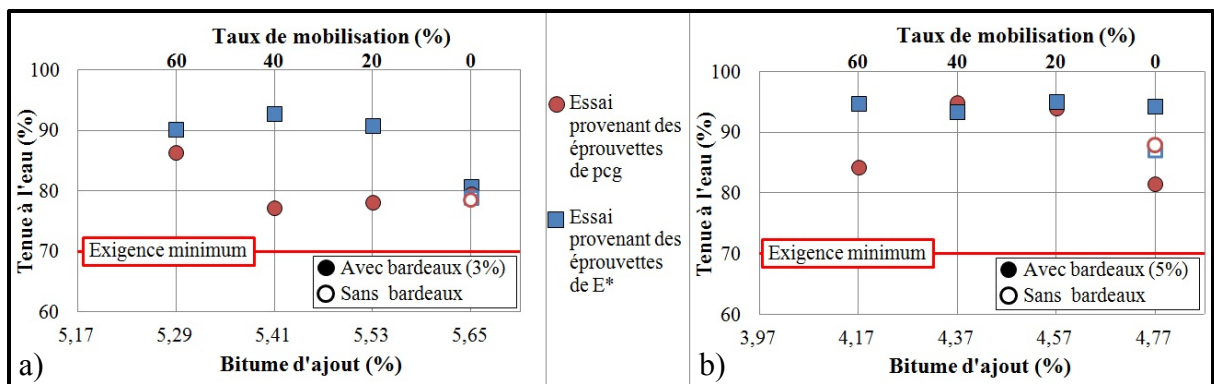 Taux de mobilisation (%)
60 40 20 0
100
90
80
70
60
Tenue à l'eau (%)
Exigence minimum
Avec bardeaux (3%)
Sans bardeaux
5,17 5,29 5,41 5,53 5,65
a)
Bitume d'ajout (%)
Essai
provenant des
éprouvettes
de pcg
Essai
provenant des
éprouvettes
de E*
Taux de mobilisation (%)
60 40 20 0
100
90
80
70
60
Tenue à l'eau (%)
Exigence minimum
Avec bardeaux (5%)
Sans bardeaux
3,97 4,17 4,37 4,57 4,77
b)
Bitume d'ajout (%)